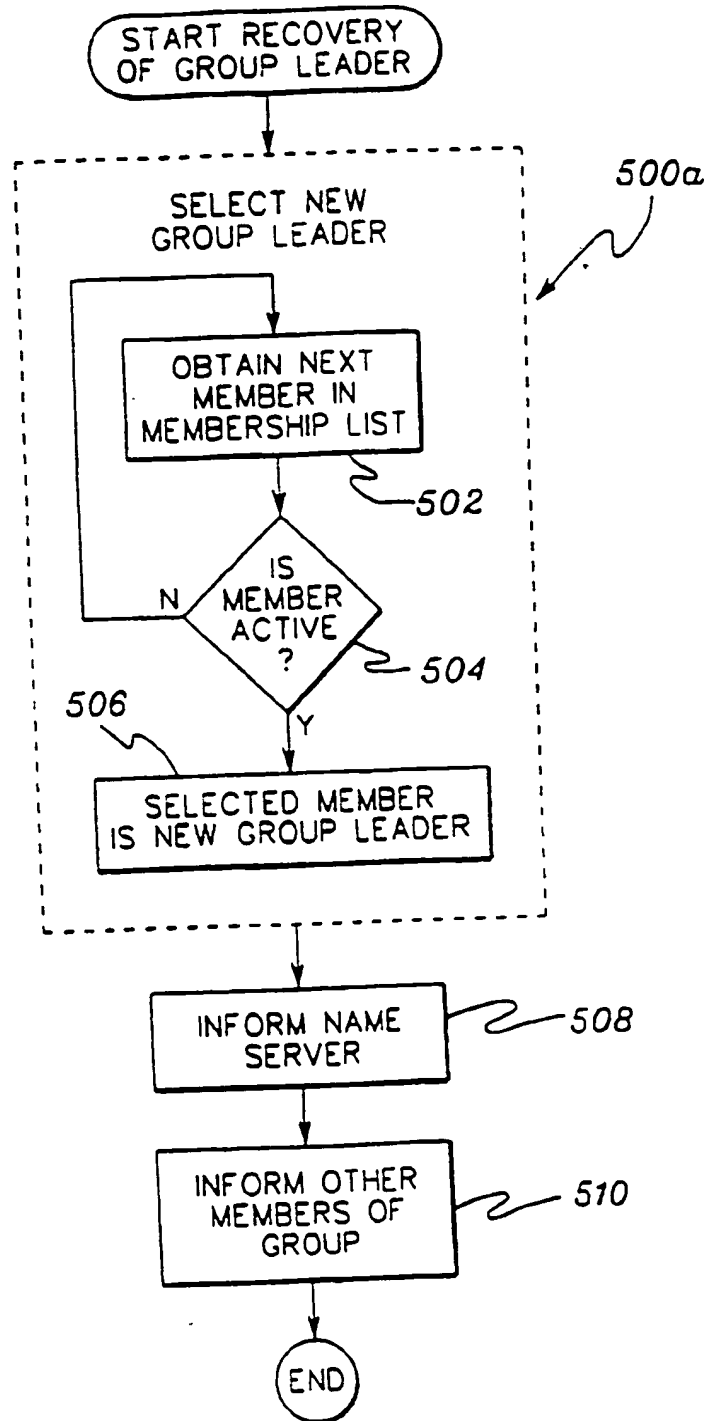 START RECOVERY
OF GROUP LEADER
500a
SELECT NEW
GROUP LEADER
OBTAIN NEXT
MEMBER IN
MEMBERSHIP LIST
502
IS
MEMBER
ACTIVE
?
N
504
Y
506
SELECTED MEMBER
IS NEW GROUP LEADER
INFORM NAME
SERVER
508
INFORM OTHER
MEMBERS OF
GROUP
510
END